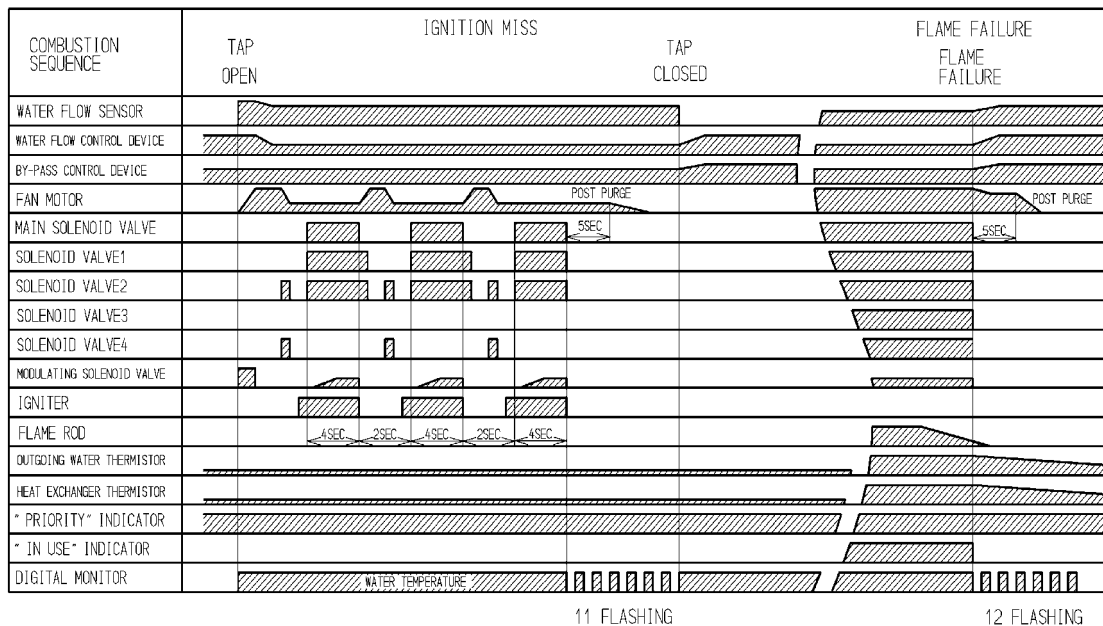 COMBUSTION
SEQUENCE
TAP
OPEN
IGNITION MISS
TAP
CLOSED
FLAME FAILURE
FLAME
FAILURE
WATER FLOW SENSOR
WATER FLOW CONTROL DEVICE
BY-PASS CONTROL DEVICE
FAN MOTOR
POST PURGE
POST PURGE
MAIN SOLENOID VALVE
5SEC
5SEC
SOLENOID VALVE1
SOLENOID VALVE2
SOLENOID VALVE3
SOLENOID VALVE4
MODULATING SOLENOID VALVE
IGNITER
FLAME ROD
4SEC 2SEC 4SEC 2SEC 4SEC
OUTGOING WATER THERMISTOR
HEAT EXCHANGER THERMISTOR
" PRIORITY" INDICATOR
" IN USE" INDICATOR
DIGITAL MONITOR
WATER TEMPERATURE
11 FLASHING
12 FLASHING